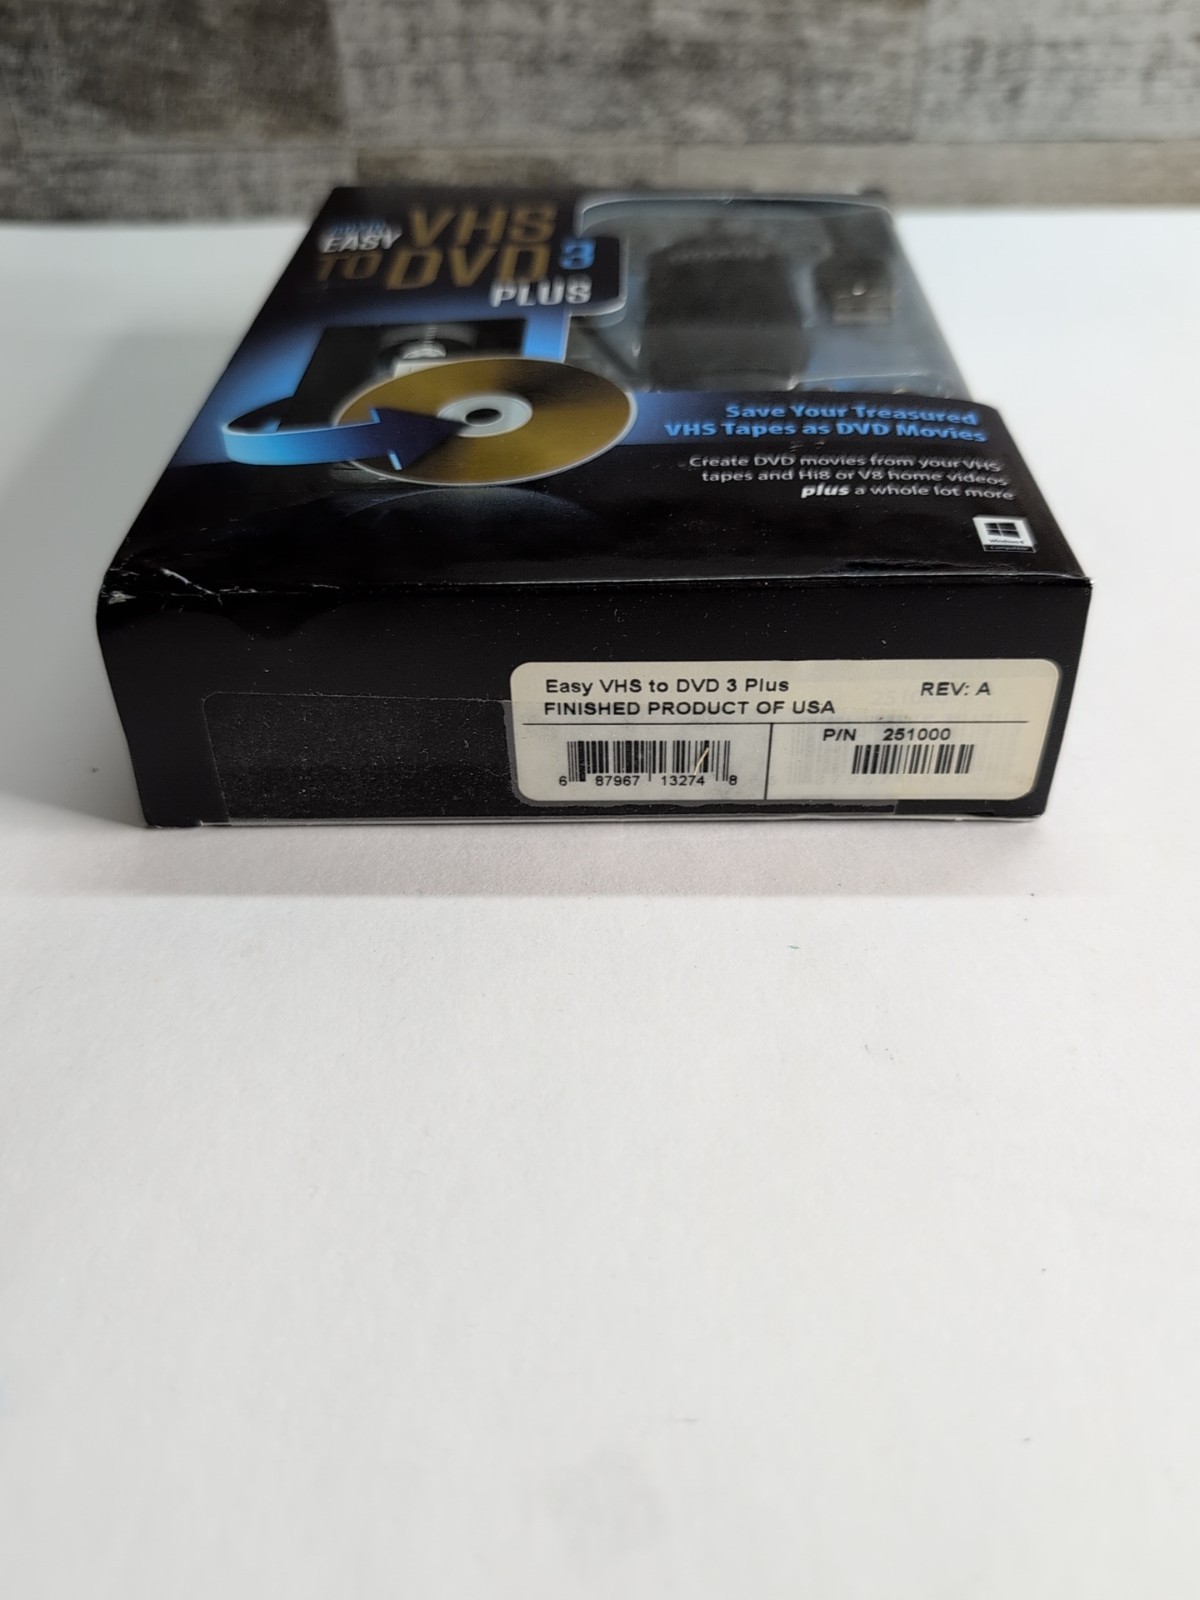 EASY VHS
TO DVD 3
PLUS
Save Your Treasured
VHS Tapes as DVD Movies
Create DVD movies from your VHS
tapes and Hi8 or V8 home videos
plus a whole lot more
Easy VHS to DVD 3 Plus
REV: A
FINISHED PRODUCT OF USA
P/N 251000
6 87967 13274 8